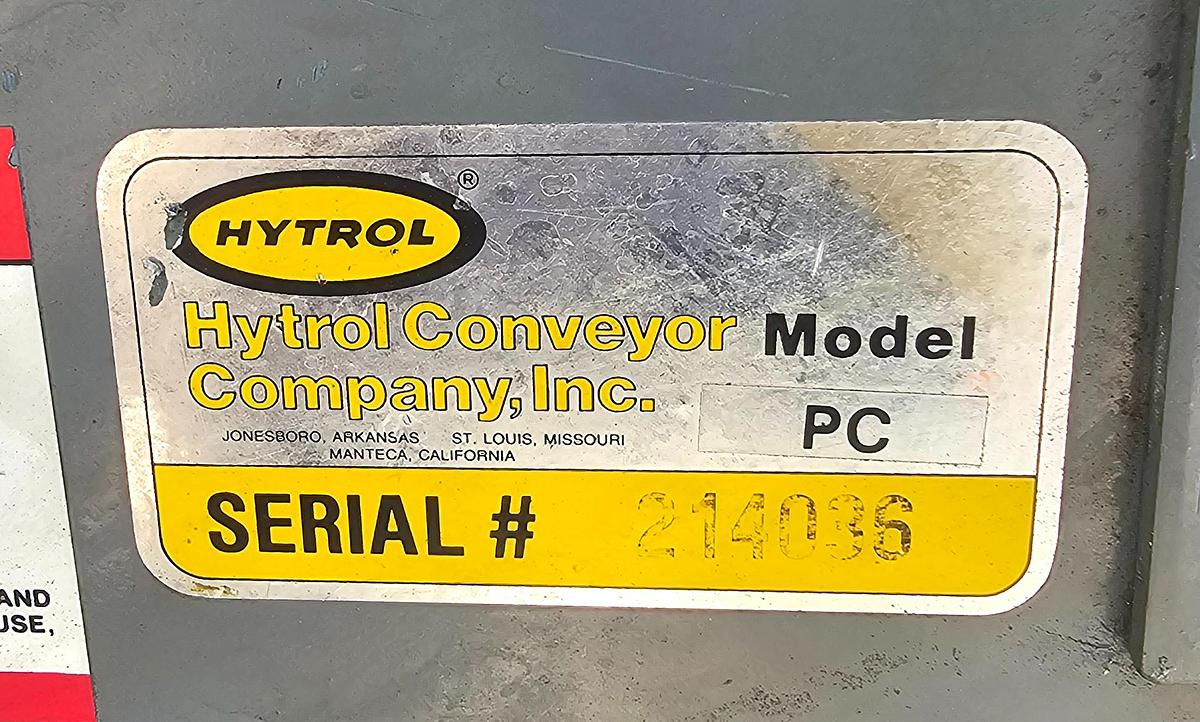 HYTROL ®
Hytrol Conveyor
Company, Inc.
JONESBORO, ARKANSAS ST. LOUIS, MISSOURI
MANTECA, CALIFORNIA
Model
PC
SERIAL # 214036
AND
USE,